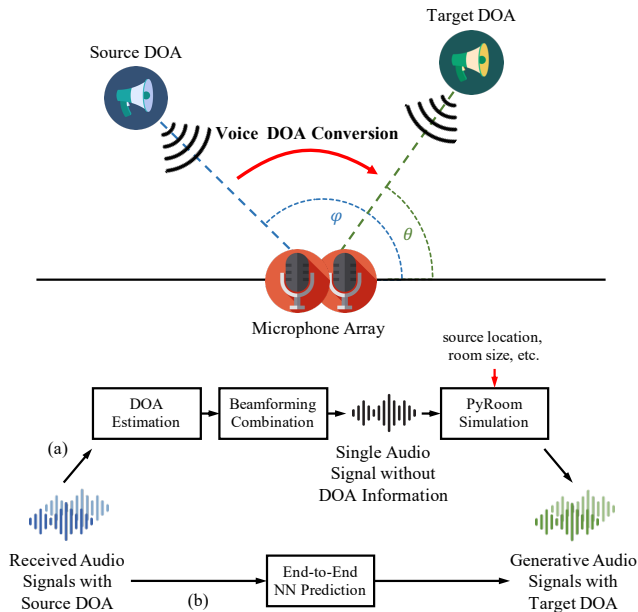 Target DOA
Source DOA
Voice DOA Conversion
φ
θ
Microphone Array
source location,
room size, etc.
DOA
Estimation
Beamforming
Combination
PyRoom
Simulation
(a)
Single Audio
Signal without
DOA Information
Received Audio
Signals with
Source DOA
(b)
End-to-End
NN Prediction
Generative Audio
Signals with
Target DOA